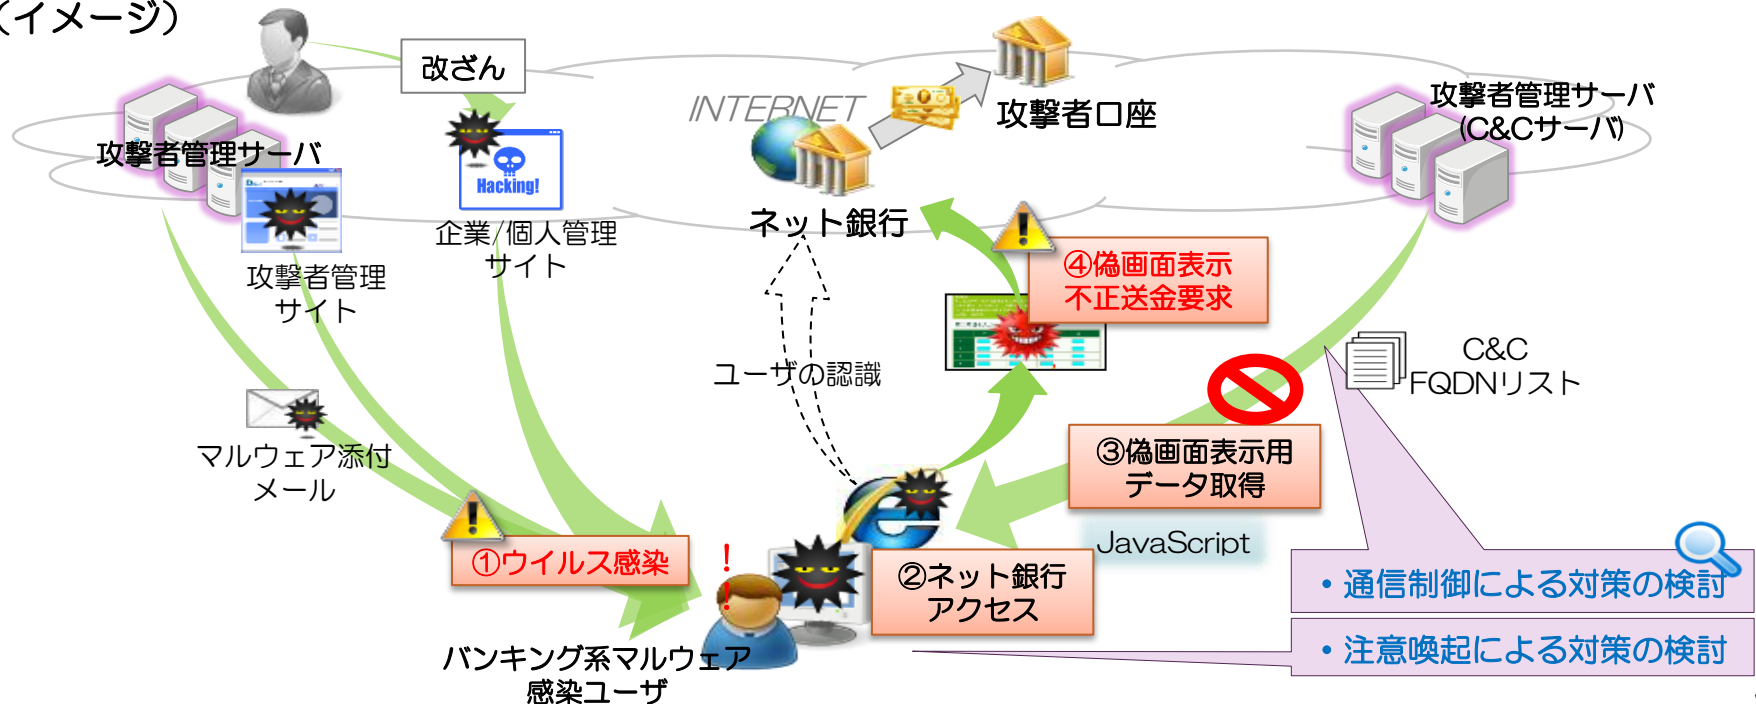 （イメージ）
改ざん
INTERNET
攻撃者口座
攻撃者管理サーバ
(C&Cサーバ)
攻撃者管理サーバ
Hacking!
ネット銀行
企業/個人管理
サイト
攻撃者管理
サイト
④偽画面表示
不正送金要求
ユーザの認識
C&C
FQDNリスト
マルウェア添付
メール
③偽画面表示用
データ取得
JavaScript
①ウイルス感染
！
！
②ネット銀行
アクセス
・通信制御による対策の検討
・注意喚起による対策の検討
バンキング系マルウェア
感染ユーザ